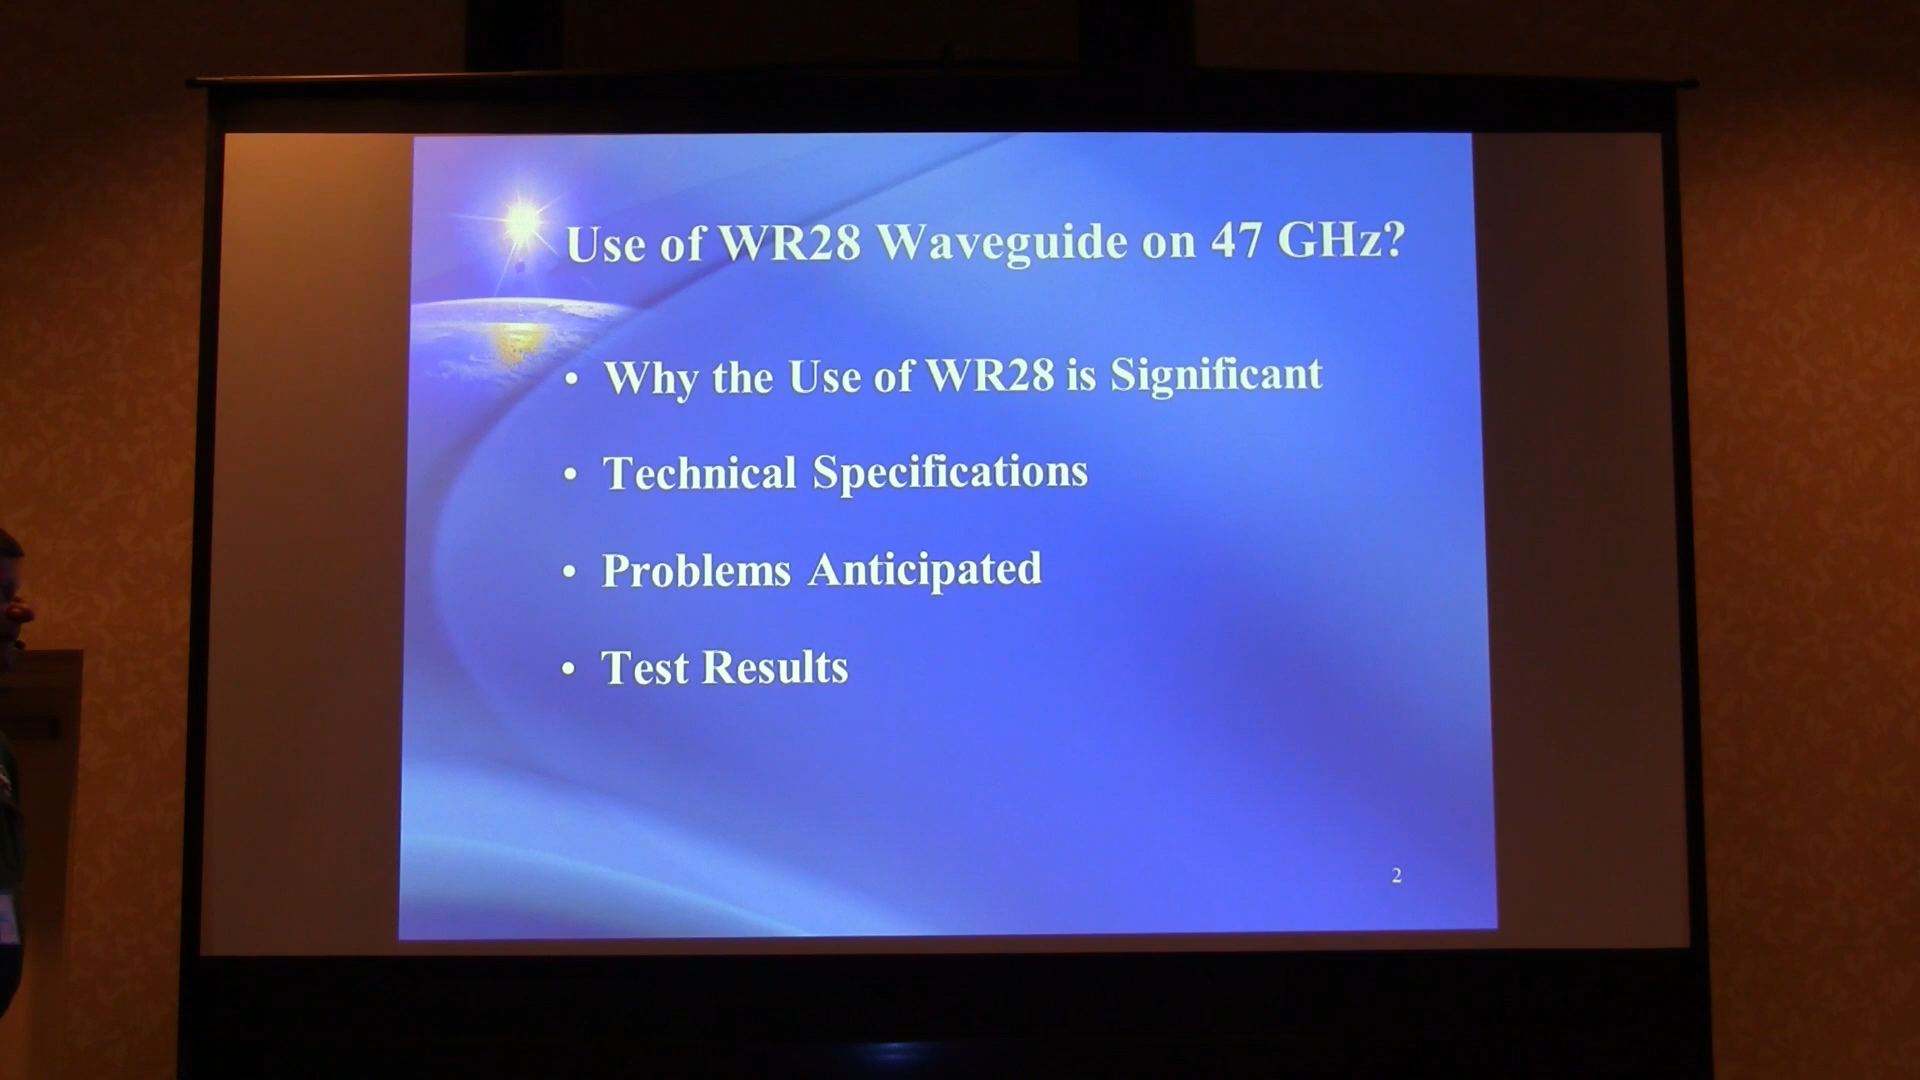 Use of WR28 Waveguide on 47 GHz?
• Why the Use of WR28 is Significant
• Technical Specifications
• Problems Anticipated
• Test Results
2